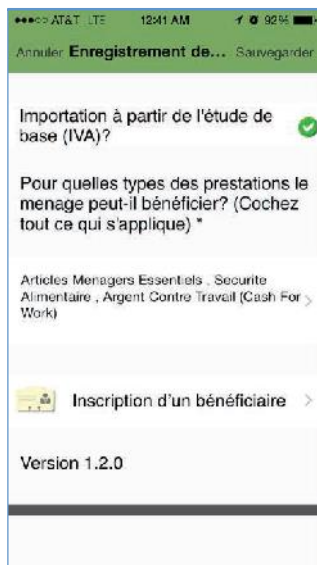 AT&T LTE 12:41 AM 92%
Annuler Enregistrement de... Sauvegarder
Importation à partir de l'étude de
base (IVA)?
Pour quelles types des prestations le
menage peut-il bénéficier? (Cochez
tout ce qui s'applique) *
Articles Menagers Essentiels , Securite
Alimentaire , Argent Contre Travail (Cash For
Work)
Inscription d'un bénéficiaire
Version 1.2.0